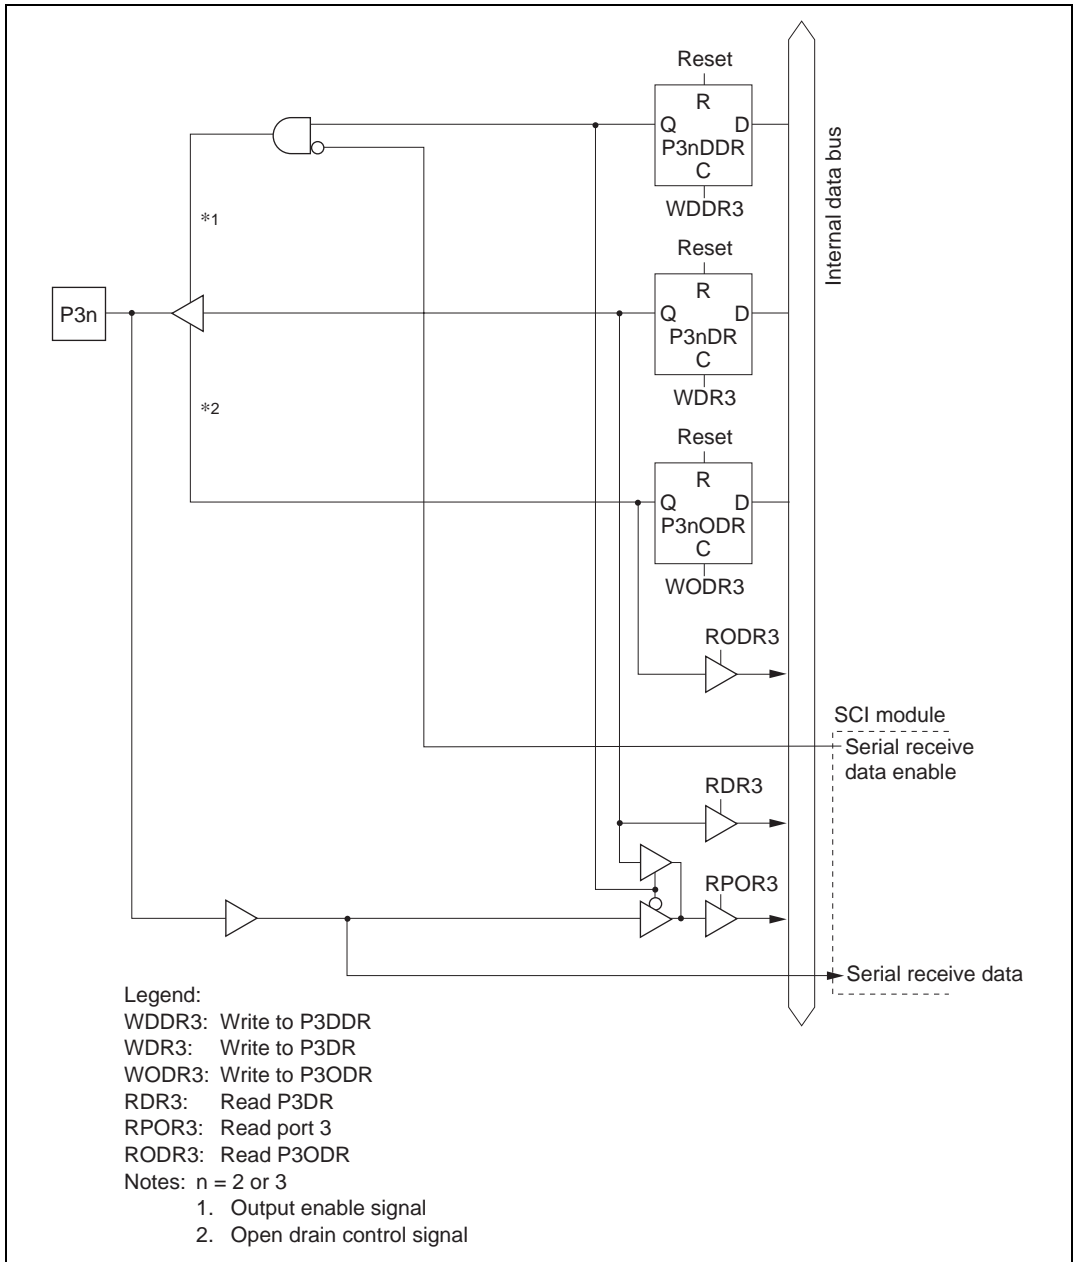 Reset
R
Q D
P3nDDR
C
WDDR3
Internal data bus
*1
Reset
R
P3n
Q D
P3nDR
C
WDR3
*2
Reset
R
Q D
P3nODR
C
WODR3
RODR3
SCI module
Serial receive
data enable
RDR3
RPOR3
Serial receive data
Legend:
WDDR3: Write to P3DDR
WDR3: Write to P3DR
WODR3: Write to P3ODR
RDR3: Read P3DR
RPOR3: Read port 3
RODR3: Read P3ODR
Notes: n = 2 or 3
1. Output enable signal
2. Open drain control signal